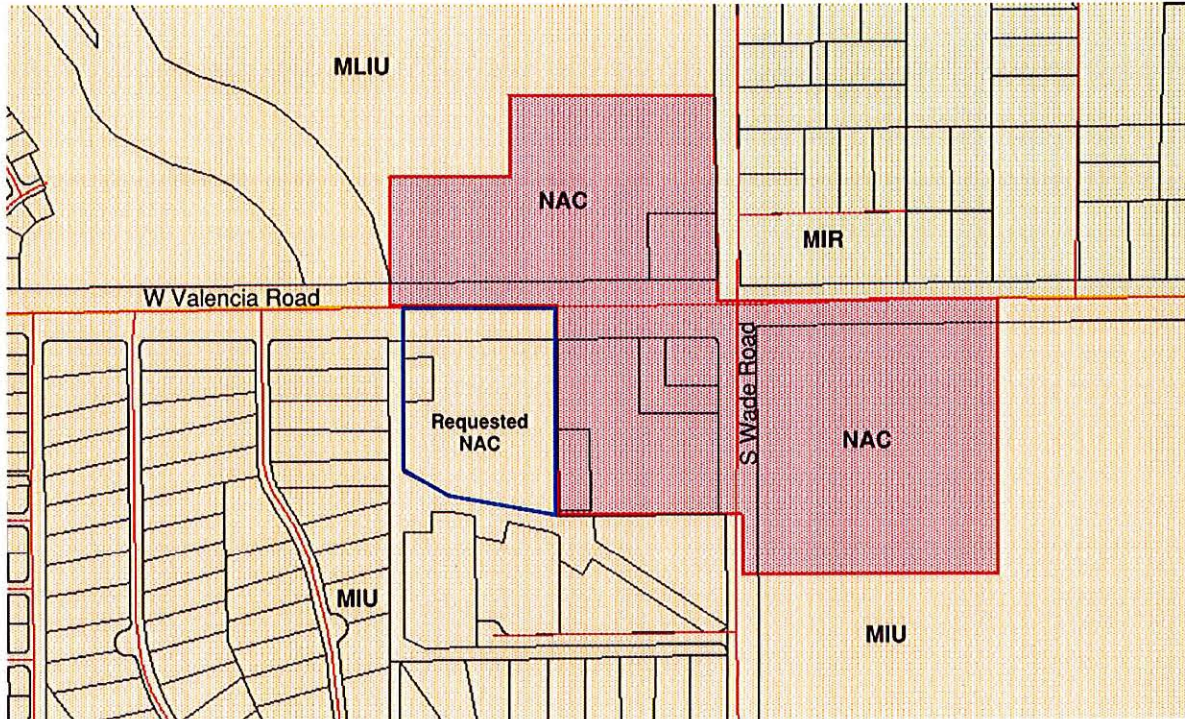 MLIU
NAC
MIR
W Valencia Road
S Wade Road
Requested
NAC
NAC
MIU
MIU